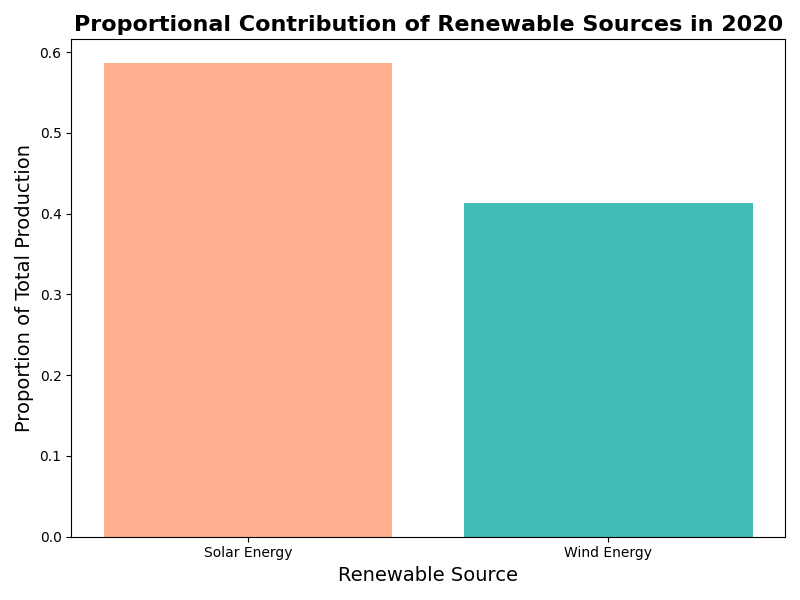 Proportional Contribution of Renewable Sources in 2020
Proportion of Total Production
0.6
0.5
0.4
0.3
0.2
0.1
0.0
Solar Energy
Wind Energy
Renewable Source